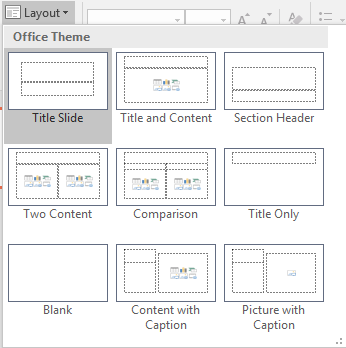 Layout
Office Theme
Title Slide
Title and Content
Section Header
Two Content
Comparison
Title Only
Blank
Content with
Caption
Picture with
Caption